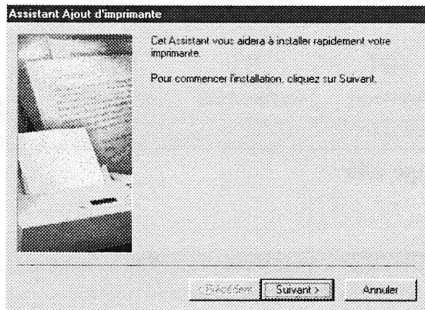 Assistant Ajout d'imprimante
Cet Assistant vous aidera à installer rapidement votre
imprimante.
Pour commencer l'installation, cliquez sur Suivant.
< Précédent
Suivant >
Annuler